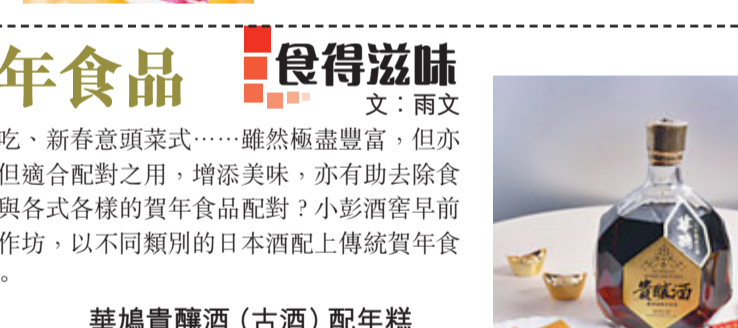 年食品
食得滋味
文：雨文
吃、新春意頭菜式⋯⋯雖然極盡豐富，但亦
但適合配對之用，增添美味，亦有助去除食
與各式各樣的賀年食品配對？小彭酒窖早前
作坊，以不同類別的日本酒配上傳統賀年食
。
華鳩貴釀酒（古酒）配年糕
華鳩
貴釀酒